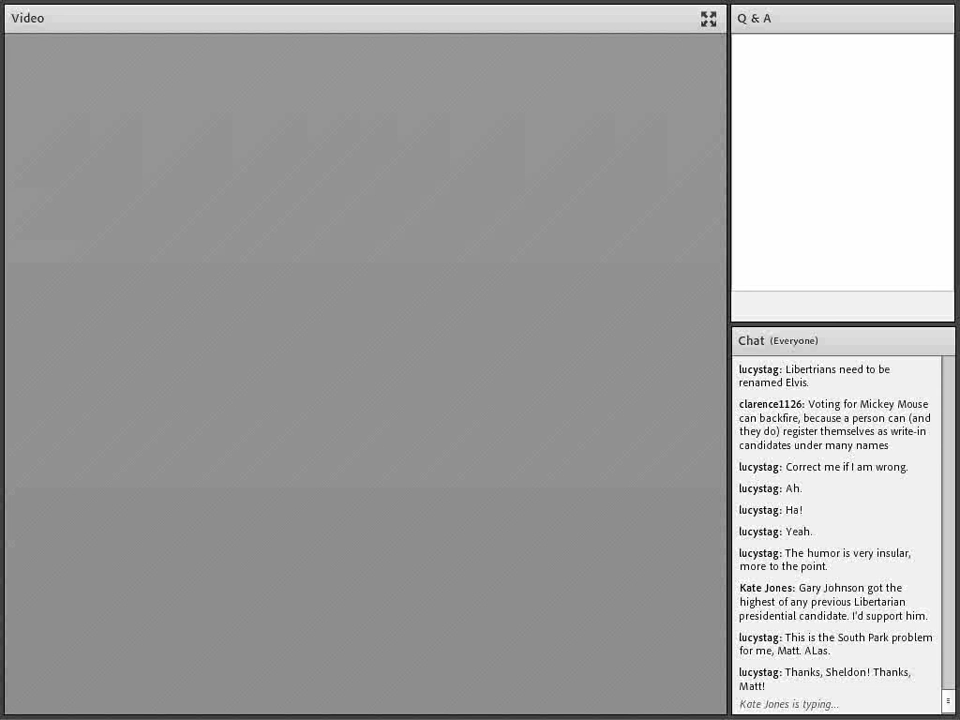 Video
Q & A
Chat (Everyone)
lucystag: Libertrians need to be
renamed Elvis.
clarence1126: Voting for Mickey Mouse
can backfire, because a person can (and
they do) register themselves as write-in
candidates under many names
lucystag: Correct me if I am wrong.
lucystag: Ah.
lucystag: Ha!
lucystag: Yeah.
lucystag: The humor is very insular,
more to the point.
Kate Jones: Gary Johnson got the
highest of any previous Libertarian
presidential candidate. I'd support him.
lucystag: This is the South Park problem
for me, Matt. ALas.
lucystag: Thanks, Sheldon! Thanks,
Matt!
Kate Jones is typing...